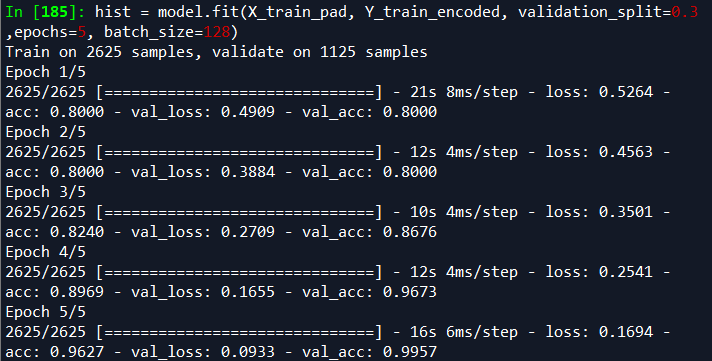 In [185]: hist = model.fit(X_train_pad, Y_train_encoded, validation_split=0.3
,epochs=5, batch_size=128)
Train on 2625 samples, validate on 1125 samples
Epoch 1/5
2625/2625 [==============================] - 21s 8ms/step - loss: 0.5264 -
acc: 0.8000 - val_loss: 0.4909 - val_acc: 0.8000
Epoch 2/5
2625/2625 [==============================] - 12s 4ms/step - loss: 0.4563 -
acc: 0.8000 - val_loss: 0.3884 - val_acc: 0.8000
Epoch 3/5
2625/2625 [==============================] - 10s 4ms/step - loss: 0.3501 -
acc: 0.8240 - val_loss: 0.2709 - val_acc: 0.8676
Epoch 4/5
2625/2625 [==============================] - 12s 4ms/step - loss: 0.2541 -
acc: 0.8969 - val_loss: 0.1655 - val_acc: 0.9673
Epoch 5/5
2625/2625 [==============================] - 16s 6ms/step - loss: 0.1694 -
acc: 0.9627 - val_loss: 0.0933 - val_acc: 0.9957